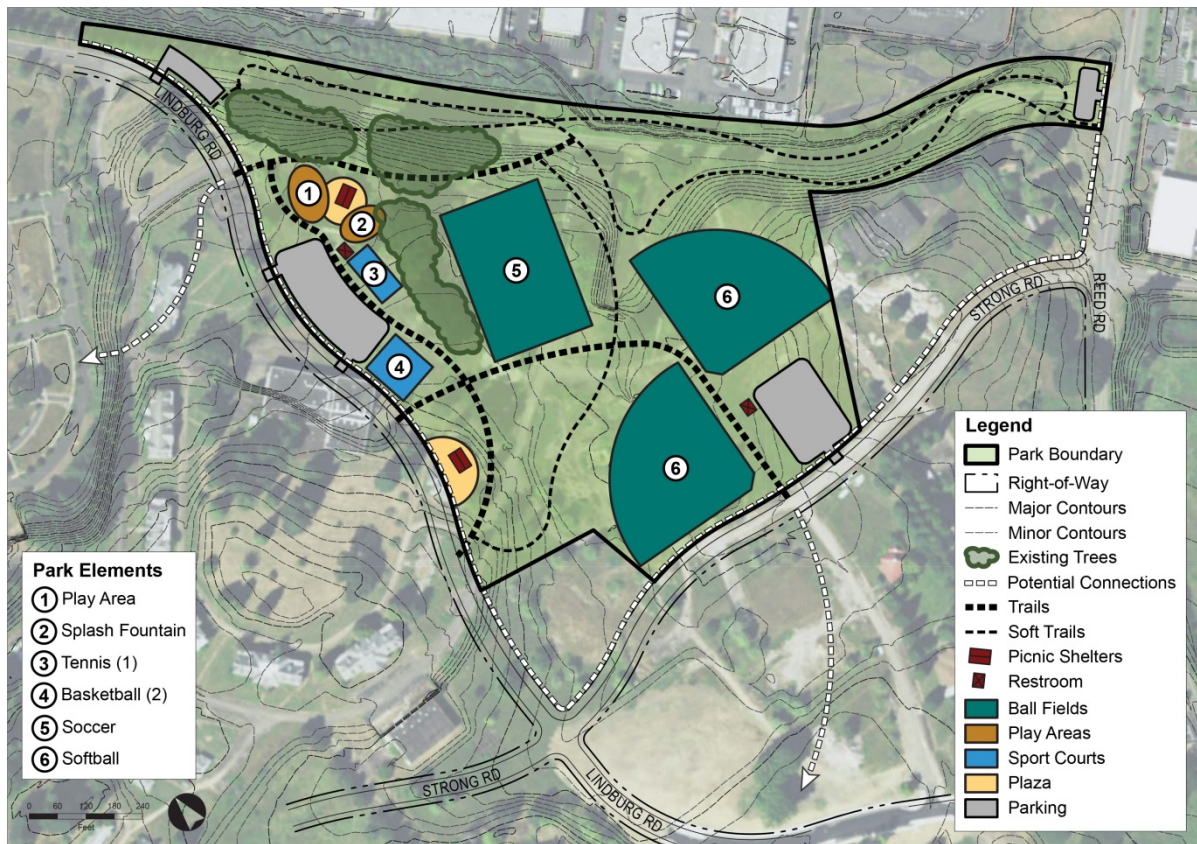 LINDBURG RD
1
2
3
4
5
6
6
STRONG RD
REED RD
STRONG RD
LINDBURG RD
Park Elements
1 Play Area
2 Splash Fountain
3 Tennis (1)
4 Basketball (2)
5 Soccer
6 Softball
0 60 120 180 240
Feet
Legend
Park Boundary
Right-of-Way
Major Contours
Minor Contours
Existing Trees
Potential Connections
Trails
Soft Trails
Picnic Shelters
Restroom
Ball Fields
Play Areas
Sport Courts
Plaza
Parking